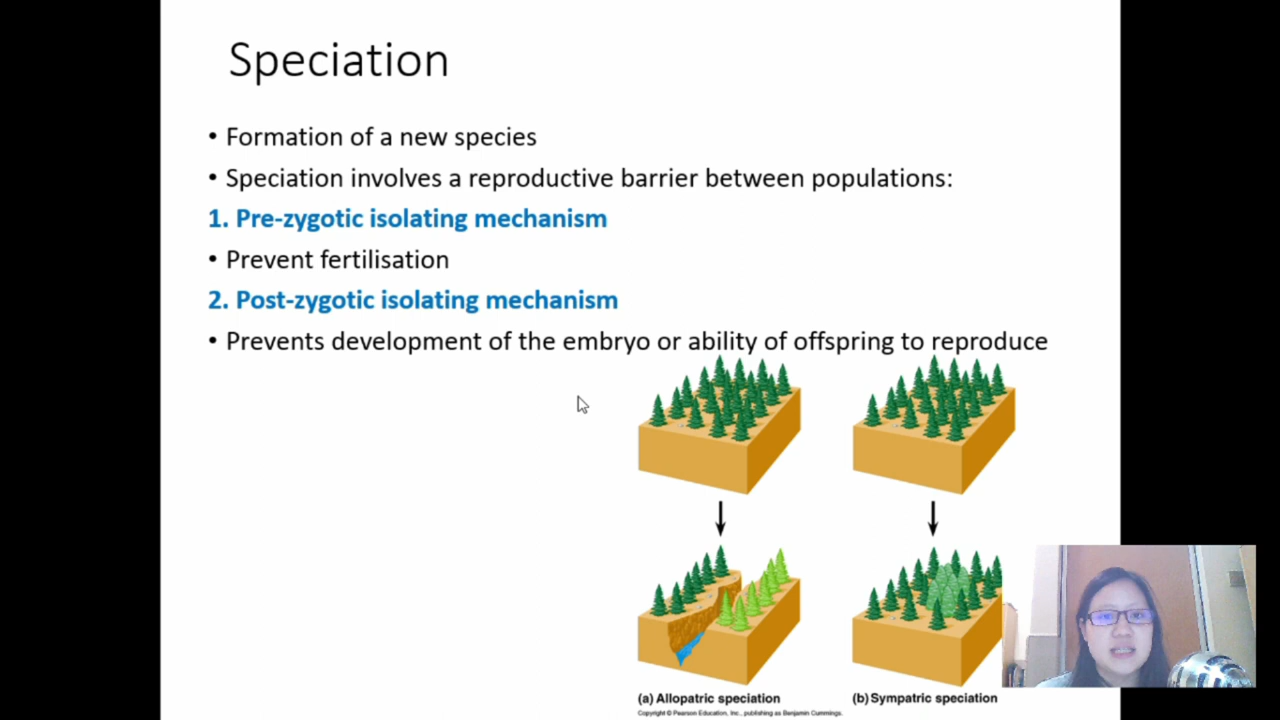 Speciation
• Formation of a new species
• Speciation involves a reproductive barrier between populations:
1. Pre-zygotic isolating mechanism
• Prevent fertilisation
2. Post-zygotic isolating mechanism
• Prevents development of the embryo or ability of offspring to reproduce
(a) Allopatric speciation
(b) Sympatric speciation
Copyright © Pearson Education, Inc., publishing as Benjamin Cummings.